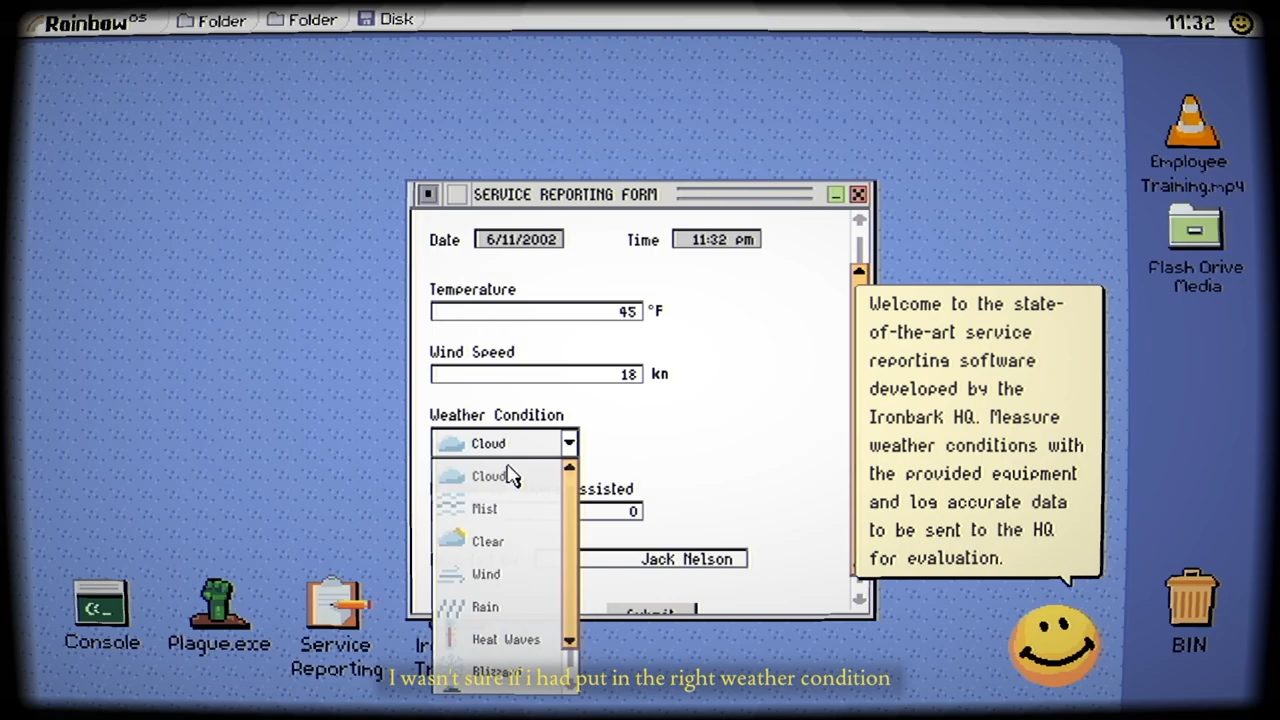 Rainbow OS Folder Folder Disk 11:32
Employee
Training.mp4
Flash Drive
Media
SERVICE REPORTING FORM
Date 6/11/2002 Time 11:32 pm
Temperature
45 °F
Wind Speed
18 kn
Weather Condition
Cloud
Cloud
Mist
Clear
Wind
Rain
Heat Waves
ssisted
0
Jack Nelson
Submit
Welcome to the state-
of-the-art service
reporting software
developed by the
Ironbark HQ. Measure
weather conditions with
the provided equipment
and log accurate data
to be sent to the HQ
for evaluation.
Console
Plague.exe
Service
Reporting
BIN
I wasn't sure if i had put in the right weather condition